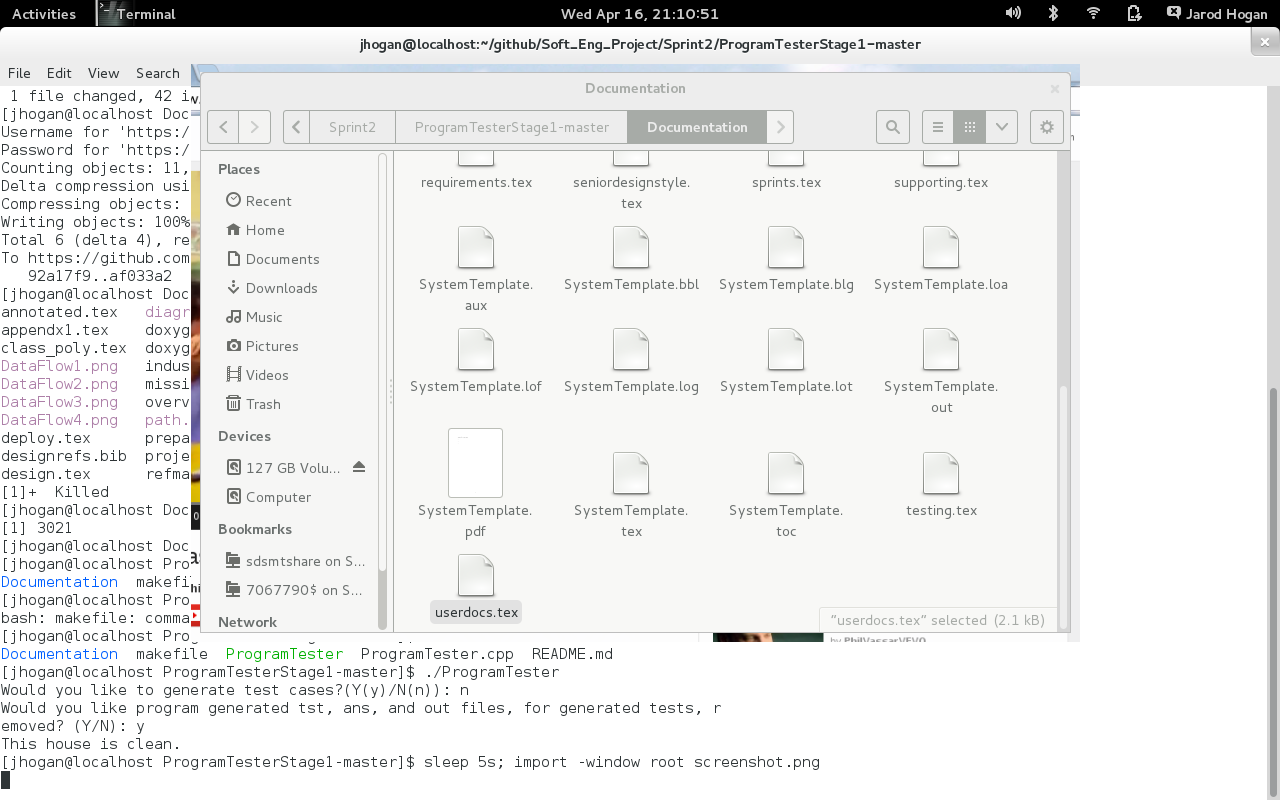 Activities Terminal Wed Apr 16, 21:10:51 Jarod Hogan
jhogan@localhost:~/github/Soft_Eng_Project/Sprint2/ProgramTesterStage1-master
File Edit View Search
1 file changed, 42 i
[jhogan@localhost Doc
Username for 'https:/
Password for 'https:/
Counting objects: 11,
Delta compression usi
Compressing objects:
Writing objects: 100%
Total 6 (delta 4), re
To https://github.com
92a17f9..af033a2
[jhogan@localhost Doc
annotated.tex diagr
appendx1.tex doxyg
class_poly.tex doxyg
DataFlow1.png indus
DataFlow2.png missi
DataFlow3.png overv
DataFlow4.png path.
deploy.tex prepa
designrefs.bib proje
design.tex refma
[1]+ Killed
[jhogan@localhost Doc
[1] 3021
[jhogan@localhost Doc
[jhogan@localhost Pro
Documentation makefi
[jhogan@localhost Pro
bash: makefile: comma
[jhogan@localhost Pro
Documentation makefile ProgramTester ProgramTester.cpp README.md
[jhogan@localhost ProgramTesterStage1-master]$ ./ProgramTester
Would you like to generate test cases?(Y(y)/N(n)): n
Would you like program generated tst, ans, and out files, for generated tests, r
emoved? (Y/N): y
This house is clean.
[jhogan@localhost ProgramTesterStage1-master]$ sleep 5s; import -window root screenshot.png
Documentation
Sprint2 ProgramTesterStage1-master Documentation
Places
Recent
Home
Documents
Downloads
Music
Pictures
Videos
Trash
Devices
127 GB Volu...
Computer
Bookmarks
sdsmtshare on S...
7067790$ on S...
Network
requirements.tex
seniordesignstyle.
tex
sprints.tex
supporting.tex
SystemTemplate.
aux
SystemTemplate.bbl
SystemTemplate.blg
SystemTemplate.loa
SystemTemplate.lof
SystemTemplate.log
SystemTemplate.lot
SystemTemplate.
out
SystemTemplate.
pdf
SystemTemplate.
tex
SystemTemplate.
toc
testing.tex
userdocs.tex
"userdocs.tex" selected (2.1 kB)
by PhilVassarVEVO